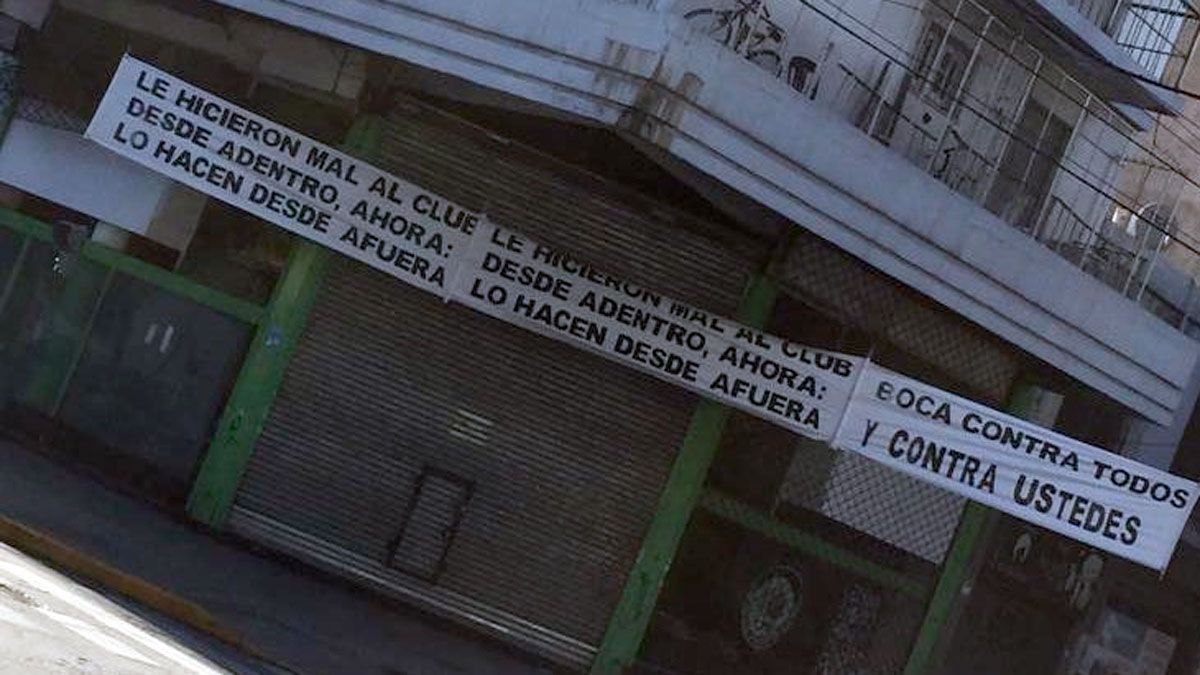 LE HICIERON MAL AL CLUB
DESDE ADENTRO, AHORA:
LO HACEN DESDE AFUERA
LE HICIERON MAL AL CLUB
DESDE ADENTRO, AHORA:
LO HACEN DESDE AFUERA
BOCA CONTRA TODOS
Y CONTRA USTEDES